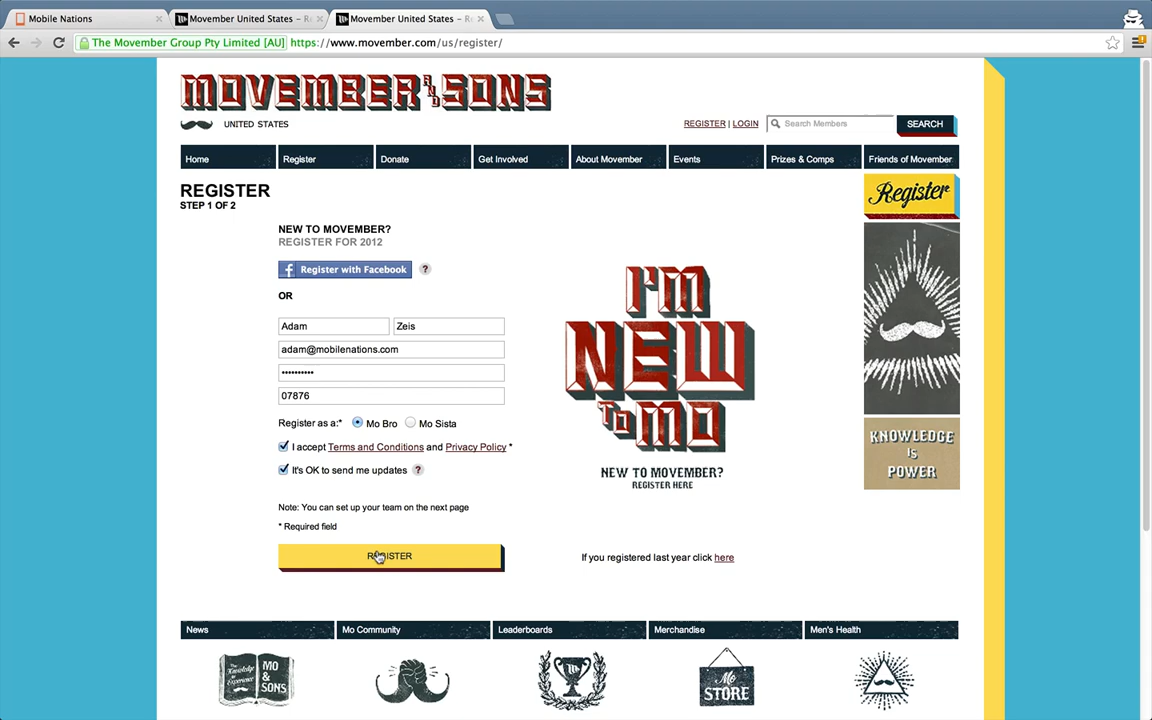 Mobile Nations
Movember United States – Re
Movember United States – Re
The Movember Group Pty Limited [AU] https://www.movember.com/us/register/
MOVEMBER AND SONS
UNITED STATES
REGISTER | LOGIN
Search Members
SEARCH
Home
Register
Donate
Get Involved
About Movember
Events
Prizes & Comps
Friends of Movember
REGISTER
STEP 1 OF 2
Register
NEW TO MOVEMBER?
REGISTER FOR 2012
f Register with Facebook ?
OR
Adam
Zeis
adam@mobilenations.com
••••••••••
07876
Register as a:* Mo Bro Mo Sista
I accept Terms and Conditions and Privacy Policy *
It's OK to send me updates ?
Note: You can set up your team on the next page
* Required field
REGISTER
I'M
NEW
TO MO
NEW TO MOVEMBER?
REGISTER HERE
If you registered last year click here
KNOWLEDGE
IS
POWER
News
Mo Community
Leaderboards
Merchandise
Men's Health
The
Knowledge
Experience
MO
&
SONS
Mo
STORE